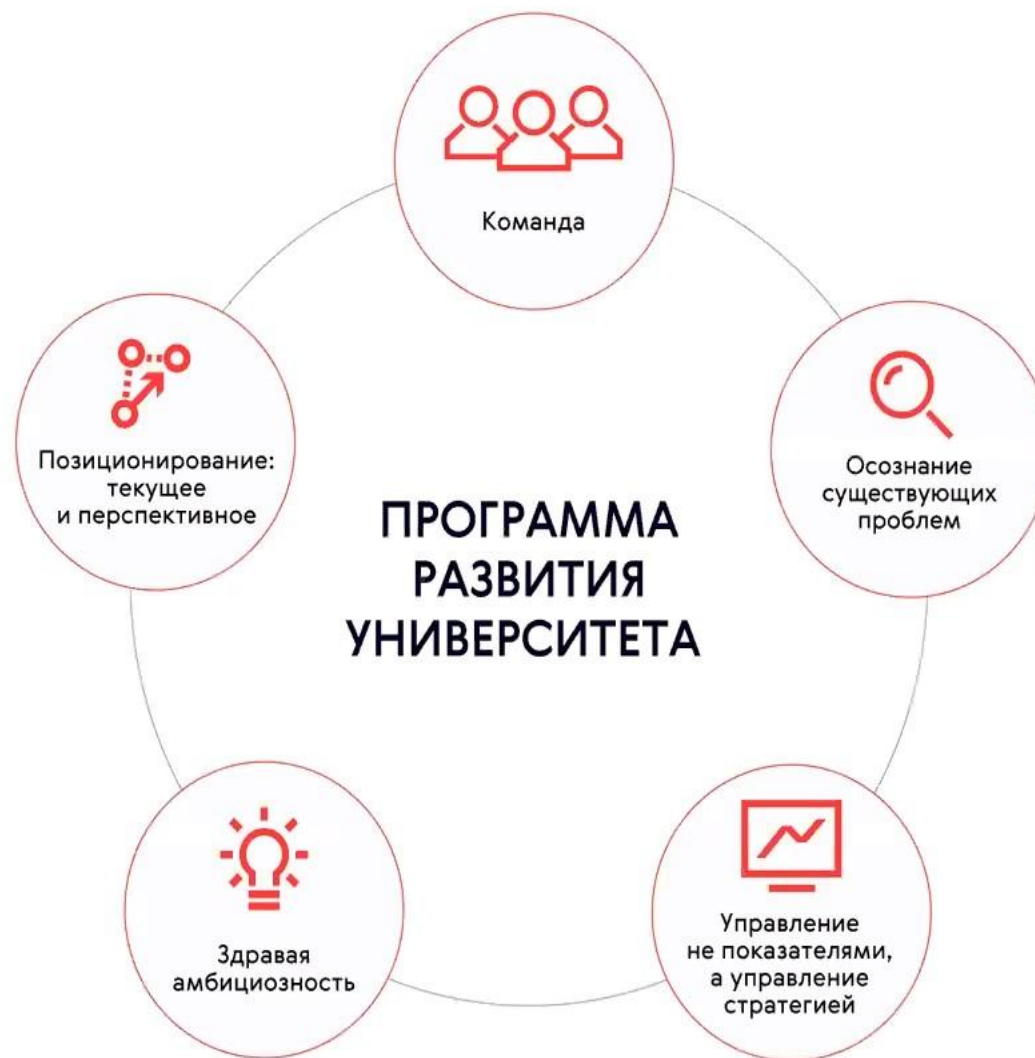 Команда
Позиционирование:
текущее
и перспективное
Осознание
существующих
проблем
ПРОГРАММА
РАЗВИТИЯ
УНИВЕРСИТЕТА
Здравая
амбициозность
Управление
не показателями,
а управление
стратегией